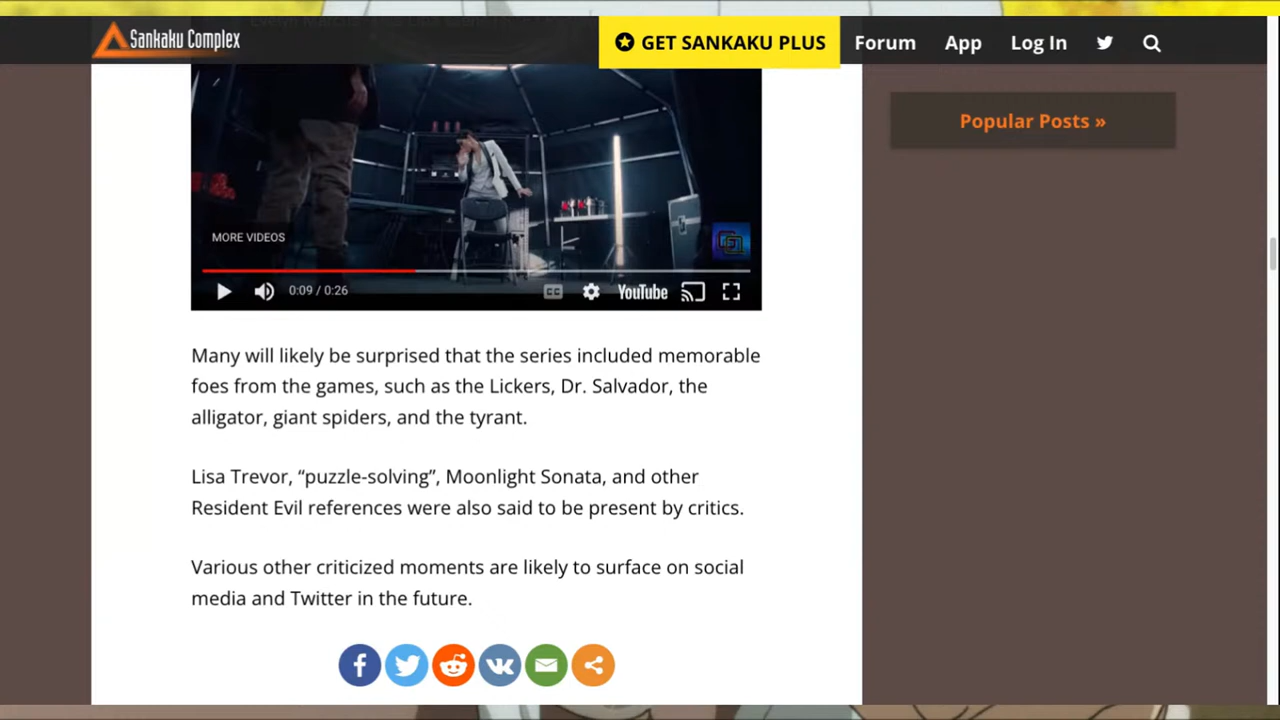 Sankaku Complex
GET SANKAKU PLUS
Forum
App
Log In
Popular Posts »
MORE VIDEOS
0:09 / 0:26
CC
YouTube
Many will likely be surprised that the series included memorable
foes from the games, such as the Lickers, Dr. Salvador, the
alligator, giant spiders, and the tyrant.
Lisa Trevor, “puzzle-solving”, Moonlight Sonata, and other
Resident Evil references were also said to be present by critics.
Various other criticized moments are likely to surface on social
media and Twitter in the future.